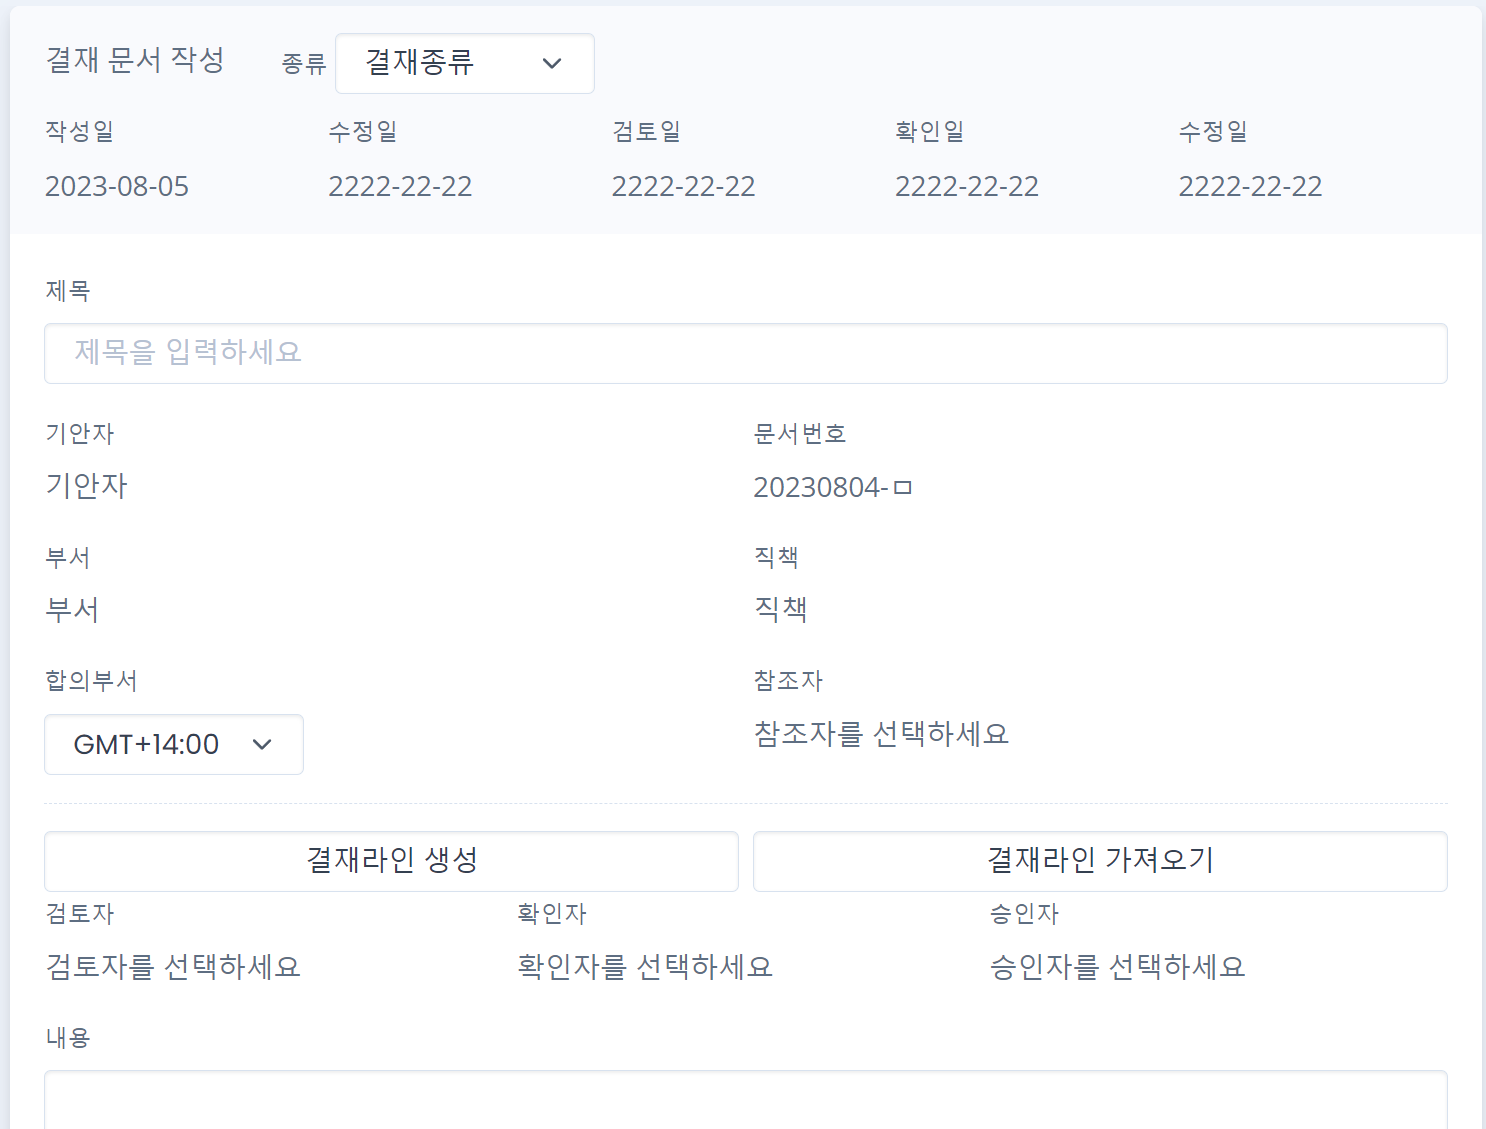 결재 문서 작성 종류 결재종류
작성일 수정일 검토일 확인일 수정일
2023-08-05 2222-22-22 2222-22-22 2222-22-22 2222-22-22
제목
제목을 입력하세요
기안자 문서번호
기안자 20230804-ㅁ
부서 직책
부서 직책
합의부서 참조자
GMT+14:00 참조자를 선택하세요
결재라인 생성 결재라인 가져오기
검토자 확인자 승인자
검토자를 선택하세요 확인자를 선택하세요 승인자를 선택하세요
내용